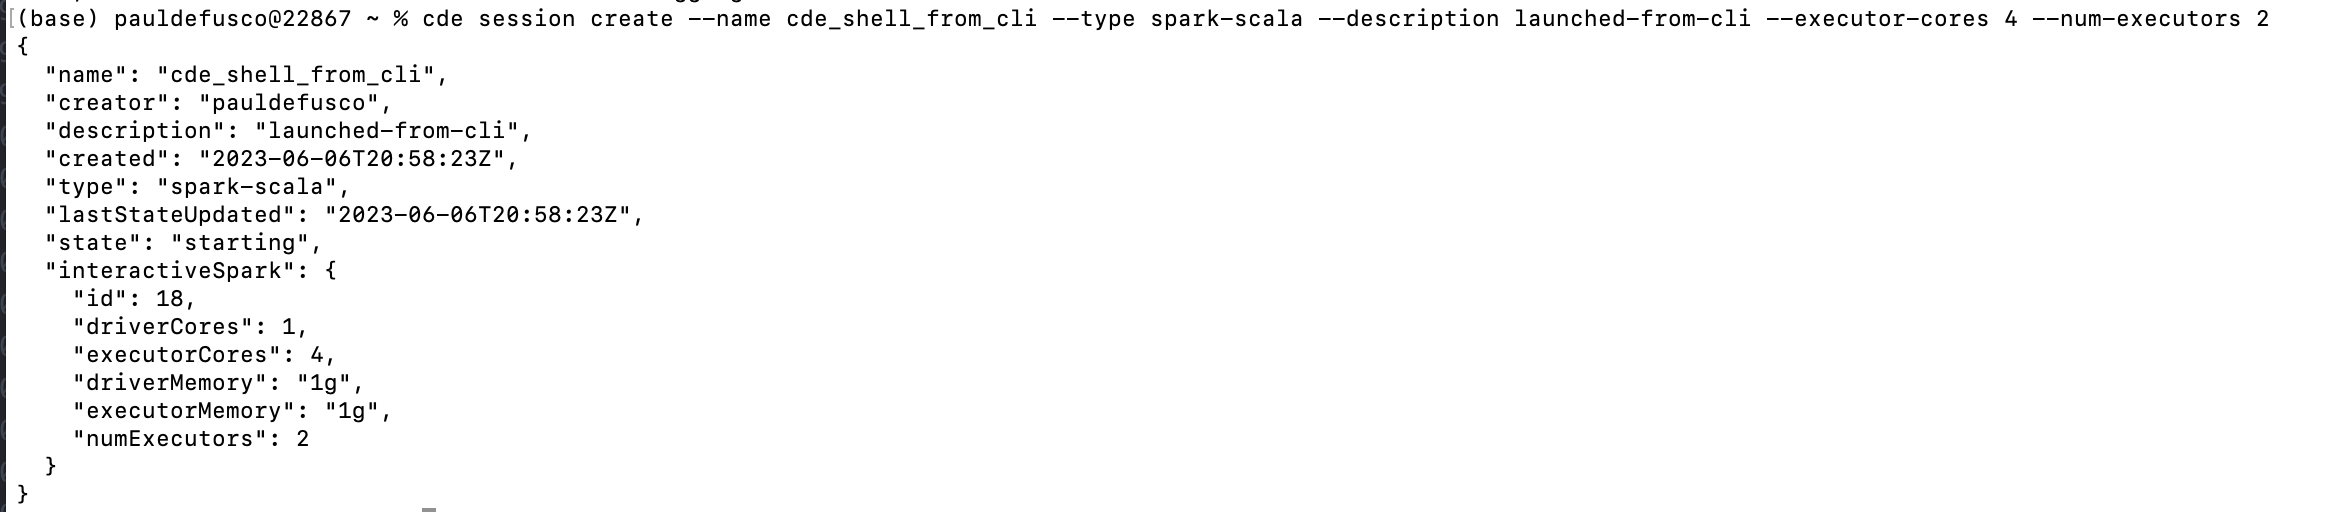 (base) pauldefusco@22867 ~ % cde session create --name cde_shell_from_cli --type spark-scala --description launched-from-cli --executor-cores 4 --num-executors 2
{
  "name": "cde_shell_from_cli",
  "creator": "pauldefusco",
  "description": "launched-from-cli",
  "created": "2023-06-06T20:58:23Z",
  "type": "spark-scala",
  "lastStateUpdated": "2023-06-06T20:58:23Z",
  "state": "starting",
  "interactiveSpark": {
    "id": 18,
    "driverCores": 1,
    "executorCores": 4,
    "driverMemory": "1g",
    "executorMemory": "1g",
    "numExecutors": 2
  }
}